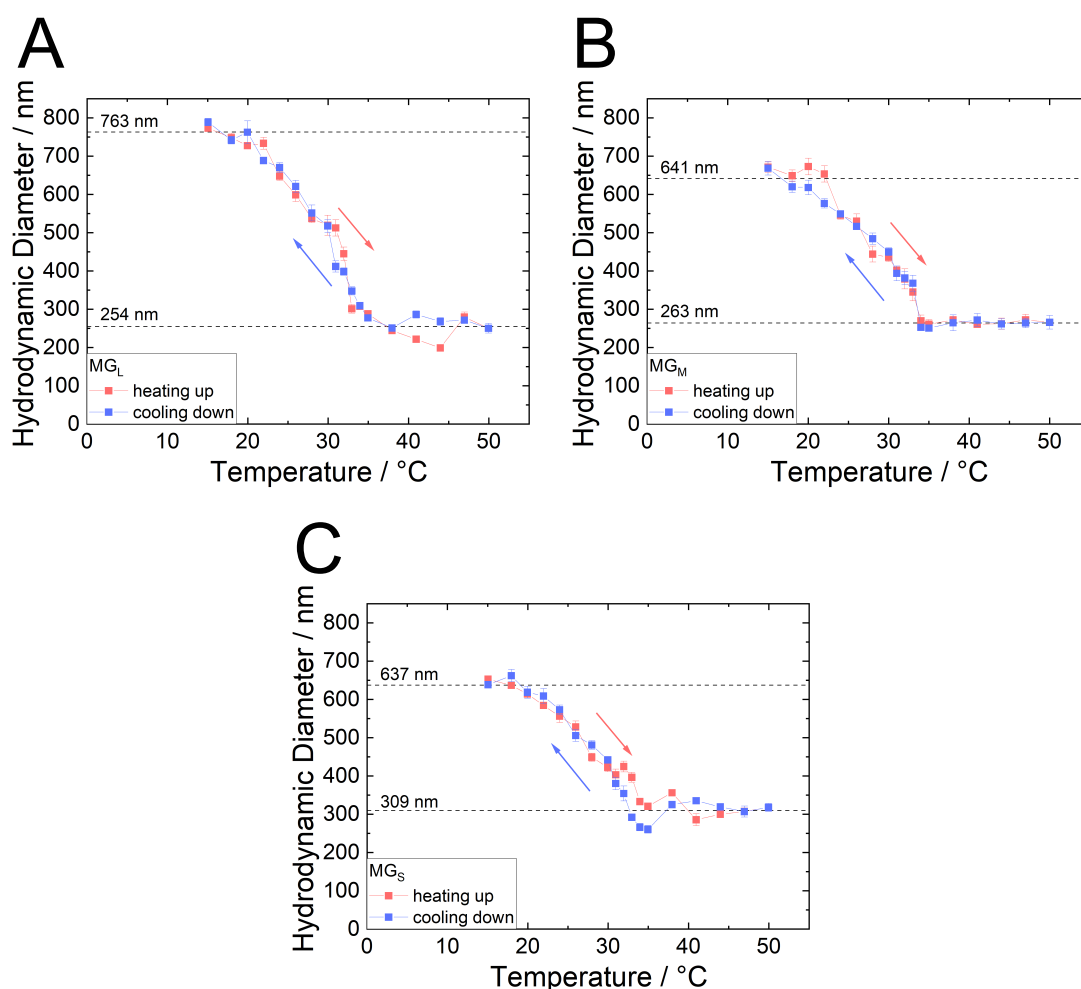 A
Hydrodynamic Diameter / nm
800
700
600
500
400
300
200
100
0
763 nm
254 nm
MG_L
heating up
cooling down
0 10 20 30 40 50
Temperature / °C
B
Hydrodynamic Diameter / nm
800
700
600
500
400
300
200
100
0
641 nm
263 nm
MG_M
heating up
cooling down
0 10 20 30 40 50
Temperature / °C
C
Hydrodynamic Diameter / nm
800
700
600
500
400
300
200
100
0
637 nm
309 nm
MG_S
heating up
cooling down
0 10 20 30 40 50
Temperature / °C